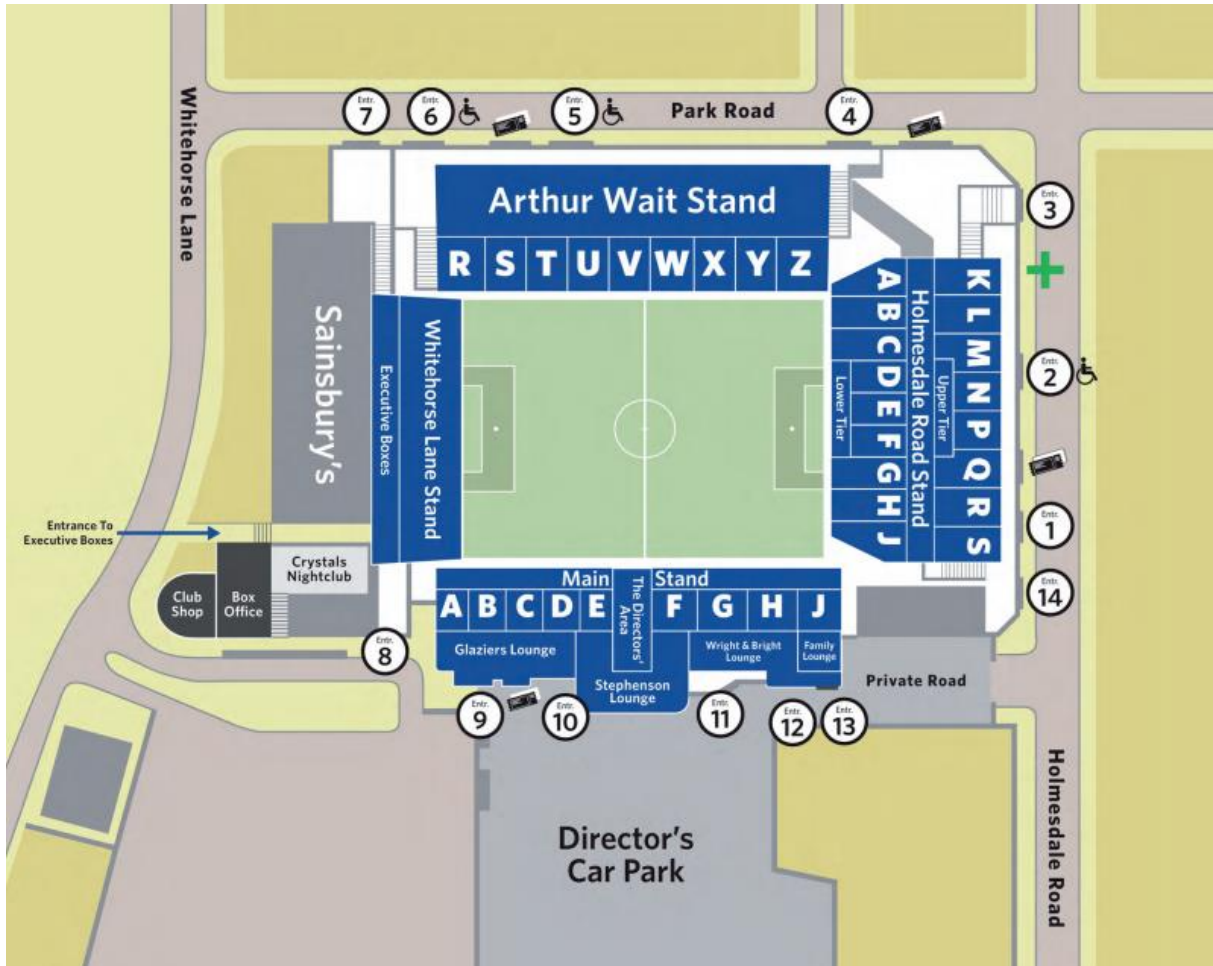 Entr.
7
Entr.
6
Entr.
5
Park Road
Entr.
4
Whitehorse Lane
Arthur Wait Stand
R S T U V W X Y Z
Entr.
3
Sainsbury's
Executive Boxes
Whitehorse Lane Stand
A
B
C
D
E
F
G
H
J
Lower Tier
Holmesdale Road Stand
Upper Tier
K
L
M
N
P
Q
R
S
Entr.
2
Entr.
1
Entr.
14
Entrance To
Executive Boxes
Crystals
Nightclub
Club
Shop
Box
Office
Main Stand
A B C D E
The Directors'
Area
F G H J
Entr.
8
Glaziers Lounge
Stephenson
Lounge
Wright & Bright
Lounge
Family
Lounge
Private Road
Entr.
9
Entr.
10
Entr.
11
Entr.
12
Entr.
13
Director's
Car Park
Holmesdale Road